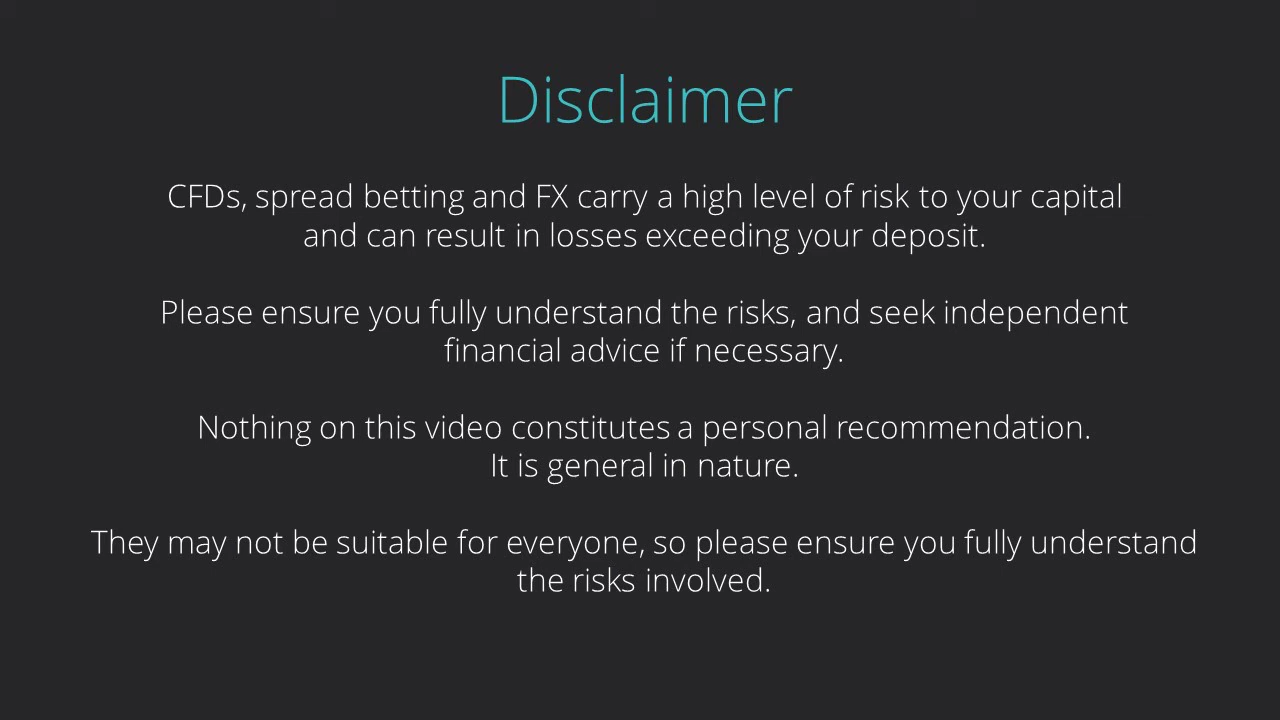 Disclaimer
CFDs, spread betting and FX carry a high level of risk to your capital
and can result in losses exceeding your deposit.
Please ensure you fully understand the risks, and seek independent
financial advice if necessary.
Nothing on this video constitutes a personal recommendation.
It is general in nature.
They may not be suitable for everyone, so please ensure you fully understand
the risks involved.